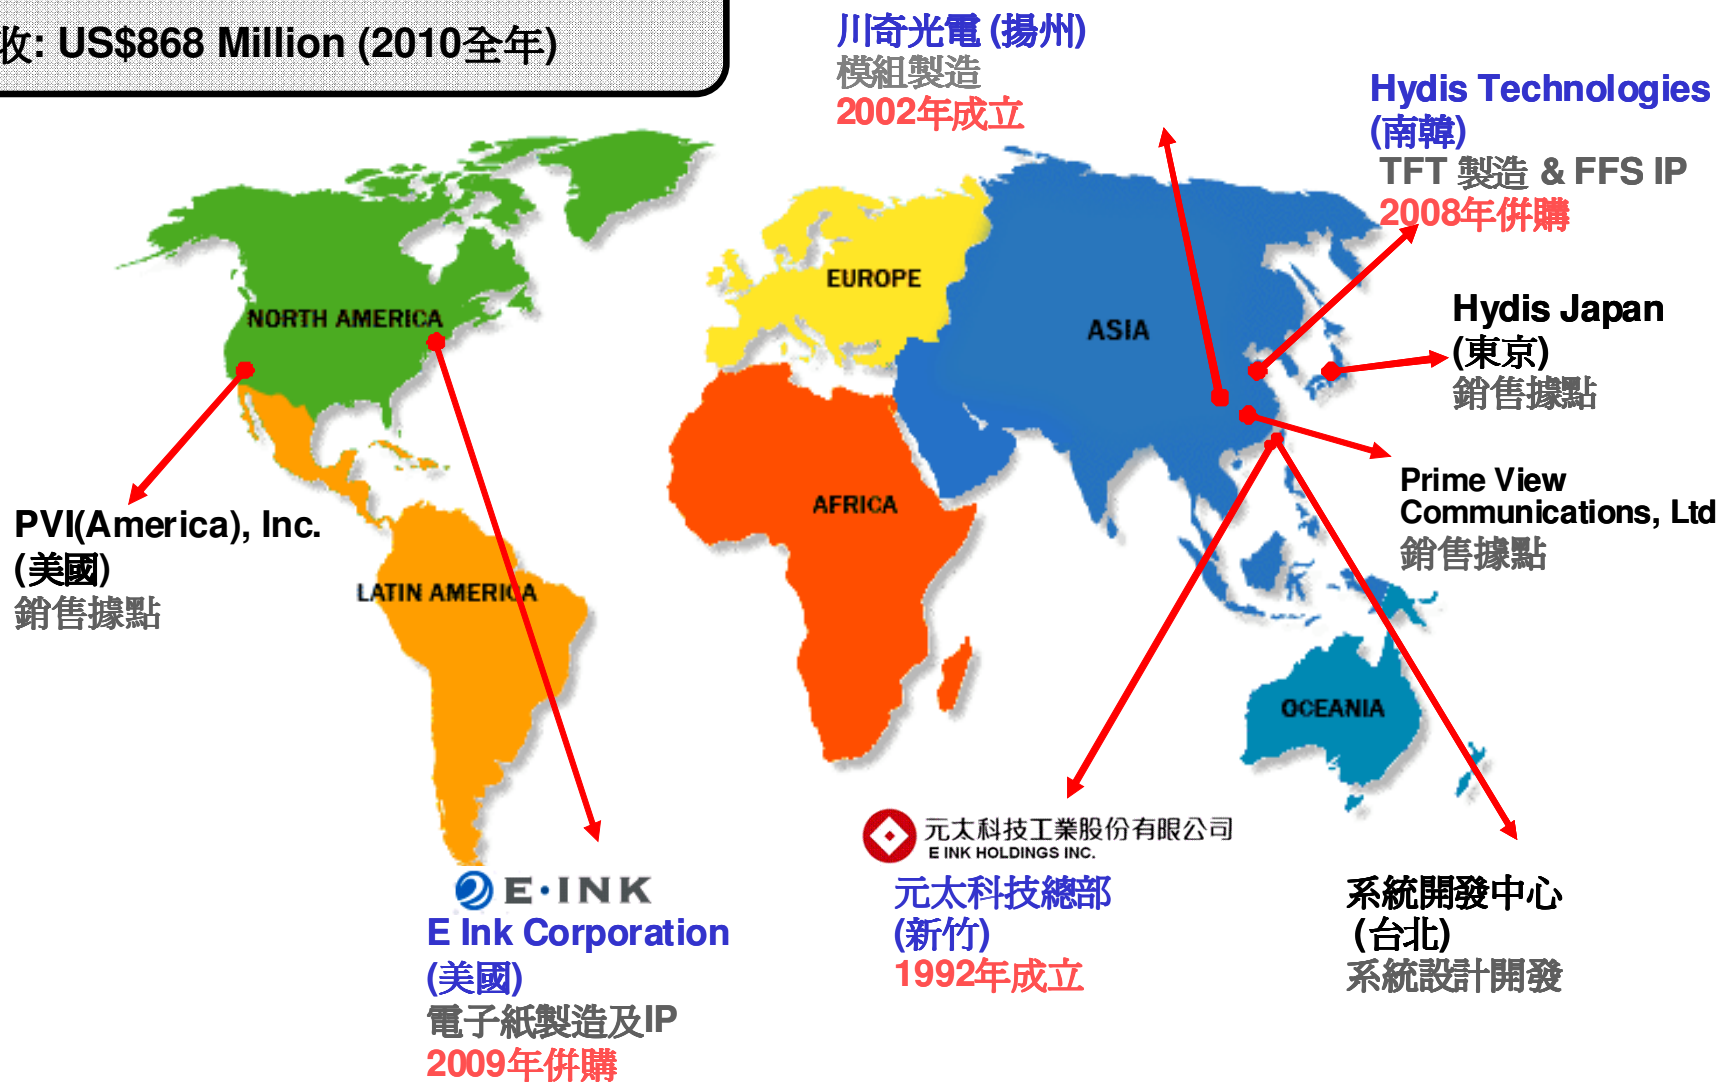 收: US$868 Million (2010全年)
川奇光電 (揚州)
模組製造
2002年成立
Hydis Technologies
(南韓)
TFT 製造 & FFS IP
2008年併購
Hydis Japan
(東京)
銷售據點
Prime View
Communications, Ltd
銷售據點
NORTH AMERICA
EUROPE
ASIA
AFRICA
LATIN AMERICA
OCEANIA
PVI(America), Inc.
(美國)
銷售據點
E·INK
E Ink Corporation
(美國)
電子紙製造及IP
2009年併購
元太科技工業股份有限公司
E INK HOLDINGS INC.
元太科技總部
(新竹)
1992年成立
系統開發中心
(台北)
系統設計開發